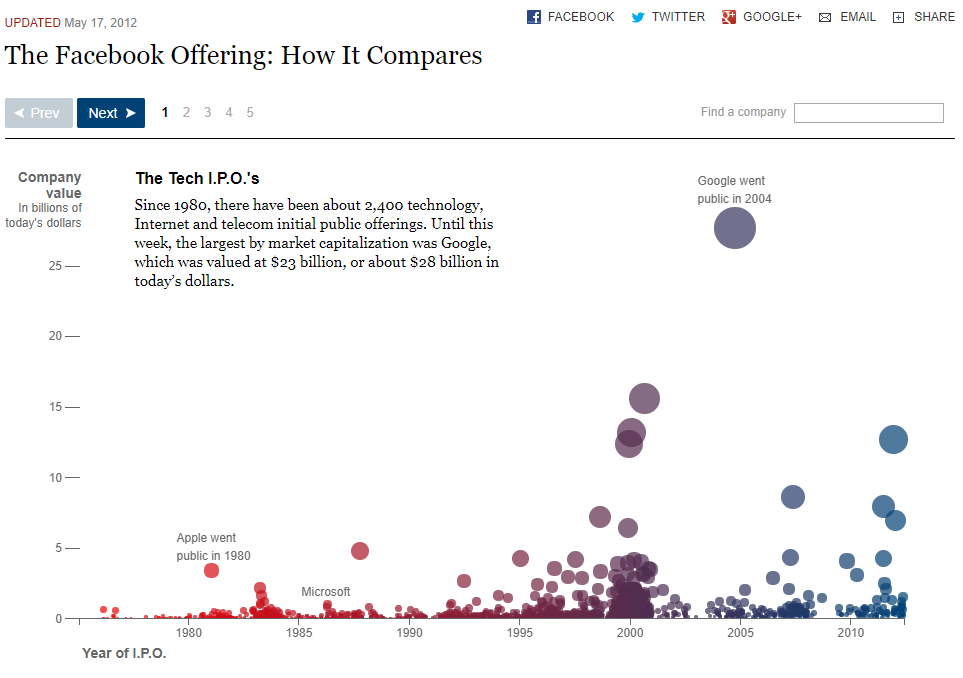 UPDATED May 17, 2012
FACEBOOK TWITTER GOOGLE+ EMAIL SHARE
The Facebook Offering: How It Compares
Prev Next 1 2 3 4 5
Find a company
Company
value
In billions of
today's dollars
The Tech I.P.O.'s
Since 1980, there have been about 2,400 technology,
Internet and telecom initial public offerings. Until this
week, the largest by market capitalization was Google,
which was valued at $23 billion, or about $28 billion in
today's dollars.
Google went
public in 2004
25
20
15
10
5
0
Apple went
public in 1980
Microsoft
1980 1985 1990 1995 2000 2005 2010
Year of I.P.O.